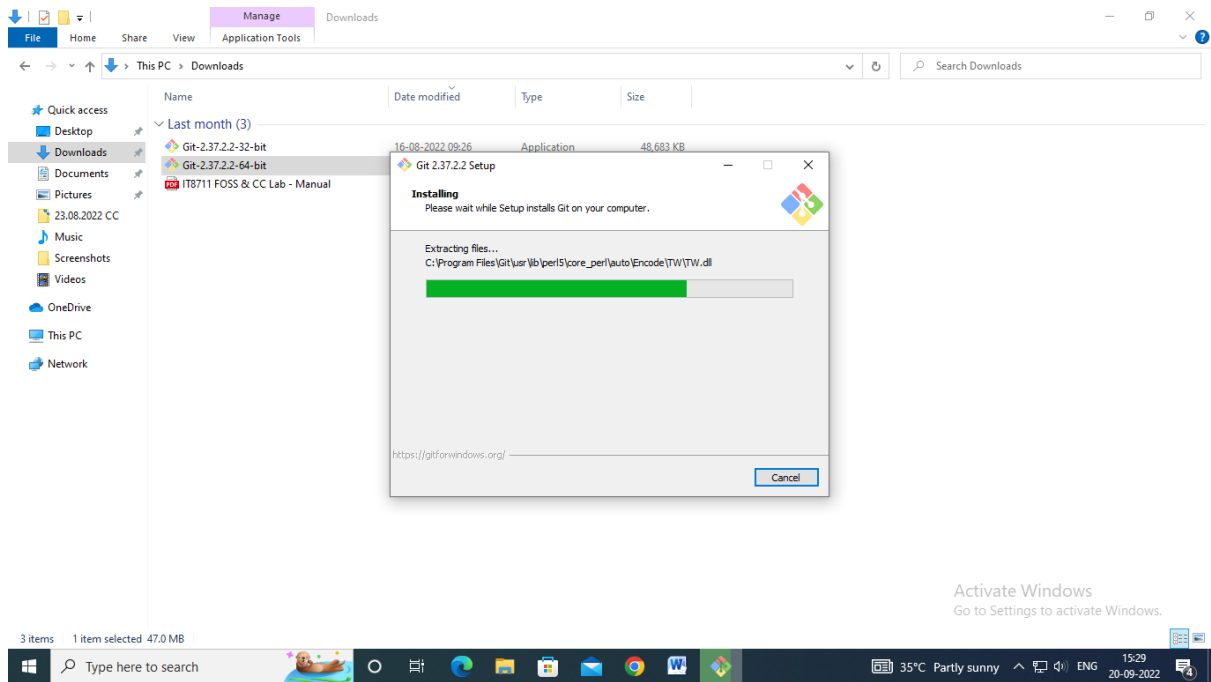 Manage Downloads
File Home Share View Application Tools
This PC > Downloads Search Downloads
Name Date modified Type Size
Quick access
Desktop
Downloads
Documents
Pictures
23.08.2022 CC
Music
Screenshots
Videos
OneDrive
This PC
Network
Last month (3)
Git-2.37.2.2-32-bit 16-08-2022 09:26 Application 48,683 KB
Git-2.37.2.2-64-bit
PDF IT8711 FOSS & CC Lab - Manual
Git 2.37.2.2 Setup
Installing
Please wait while Setup installs Git on your computer.
Extracting files...
C:\Program Files\Git\usr\lib\perl5\core_perl\auto\Encode\TW\TW.dll
https://gitforwindows.org/
Cancel
Activate Windows
Go to Settings to activate Windows.
3 items 1 item selected 47.0 MB
Type here to search 35°C Partly sunny ENG 15:29
20-09-2022 4